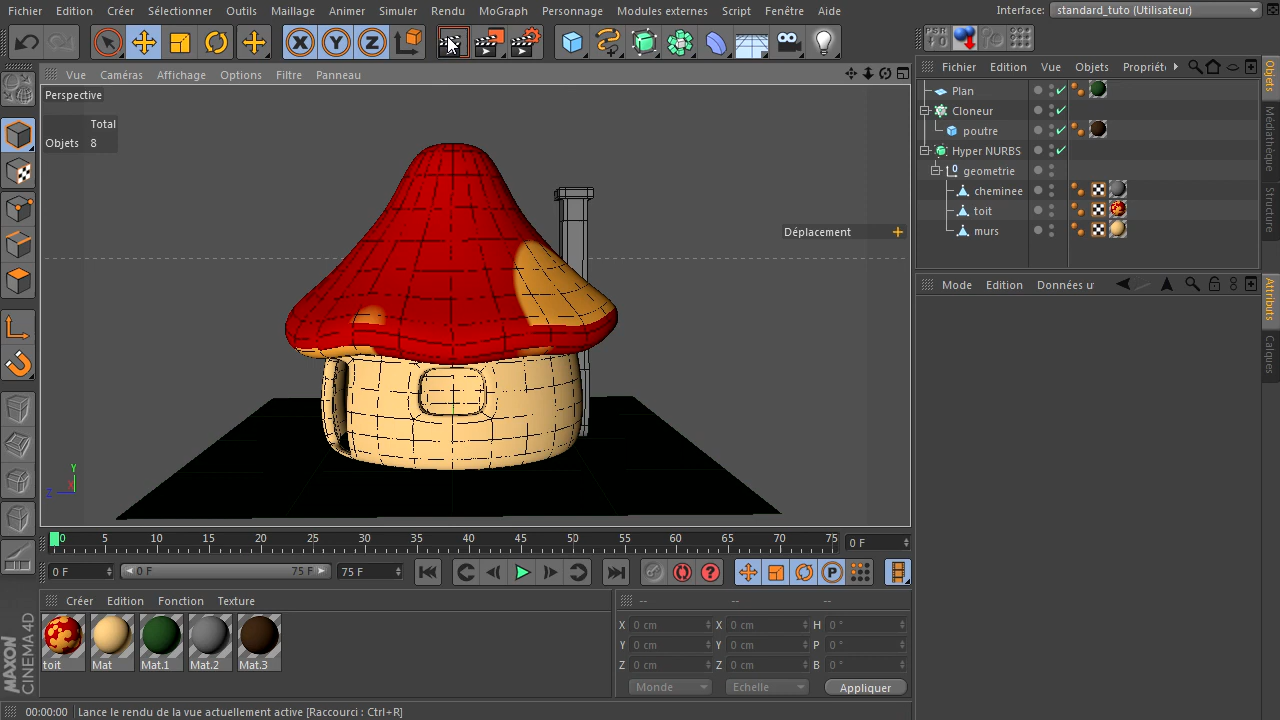 Fichier Edition Créer Sélectionner Outils Maillage Animer Simuler Rendu MoGraph Personnage Modules externes Script Fenêtre Aide
Interface: standard_tuto (Utilisateur)
X Y Z
PSR
Vue Caméras Affichage Options Filtre Panneau
Fichier Edition Vue Objets Propriété
Perspective
Total
Objets 8
Déplacement
Y
X
Z
Plan
Cloneur
poutre
Hyper NURBS
geometrie
cheminee
toit
murs
Objets
Médiathèque
Structure
Mode Edition Données u
Attributs
Calques
0 5 10 15 20 25 30 35 40 45 50 55 60 65 70 75 0 F
0 F 0 F 75 F 75 F
P
Créer Edition Fonction Texture
toit Mat Mat.1 Mat.2 Mat.3
-- -- --
X 0 cm X 0 cm H 0 °
Y 0 cm Y 0 cm P 0 °
Z 0 cm Z 0 cm B 0 °
Monde Echelle Appliquer
MAXON
CINEMA 4D
00:00:00 Lance le rendu de la vue actuellement active [Raccourci : Ctrl+R]